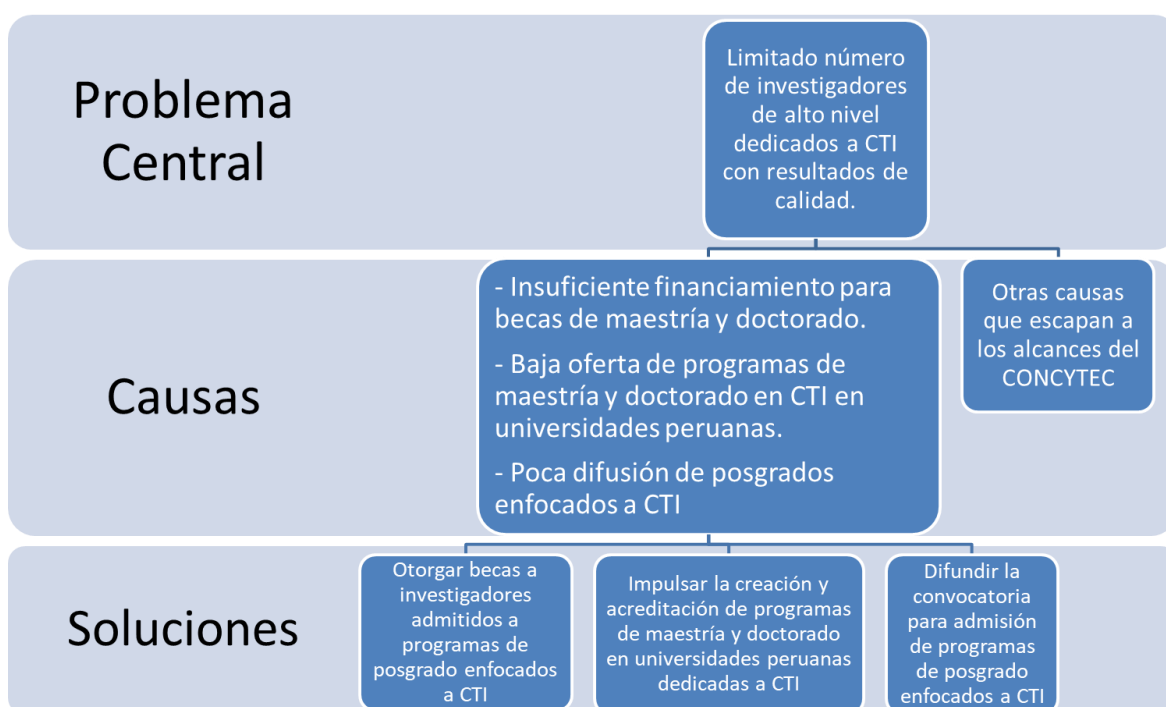 Problema
Central
Limitado número
de investigadores
de alto nivel
dedicados a CTI
con resultados de
calidad.
Causas
- Insuficiente financiamiento para
becas de maestría y doctorado.
- Baja oferta de programas de
maestría y doctorado en CTI en
universidades peruanas.
- Poca difusión de posgrados
enfocados a CTI
Otras causas
que escapan a
los alcances del
CONCYTEC
Soluciones
Otorgar becas a
investigadores
admitidos a
programas de
posgrado enfocados
a CTI
Impulsar la creación y
acreditación de programas
de maestría y doctorado
en universidades peruanas
dedicadas a CTI
Difundir la
convocatoria
para admisión
de programas
de posgrado
enfocados a CTI